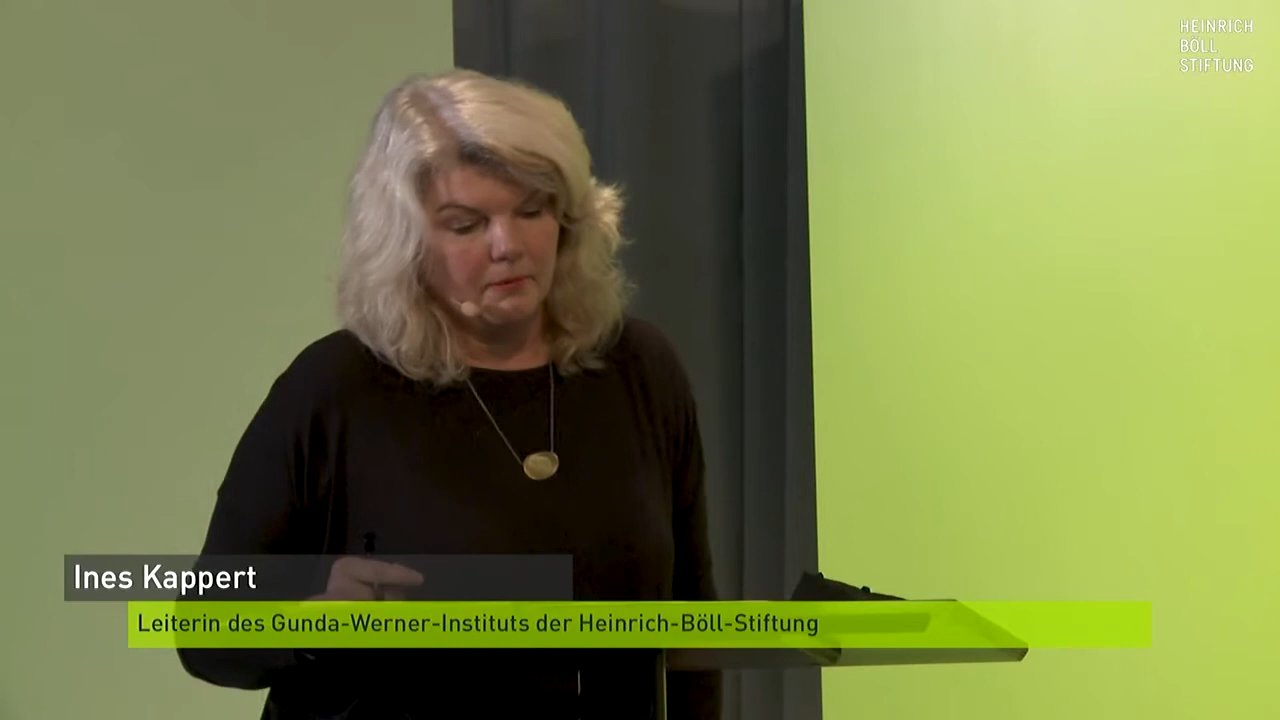 HEINRICH
BÖLL
STIFTUNG
Ines Kappert
Leiterin des Gunda-Werner-Instituts der Heinrich-Böll-Stiftung